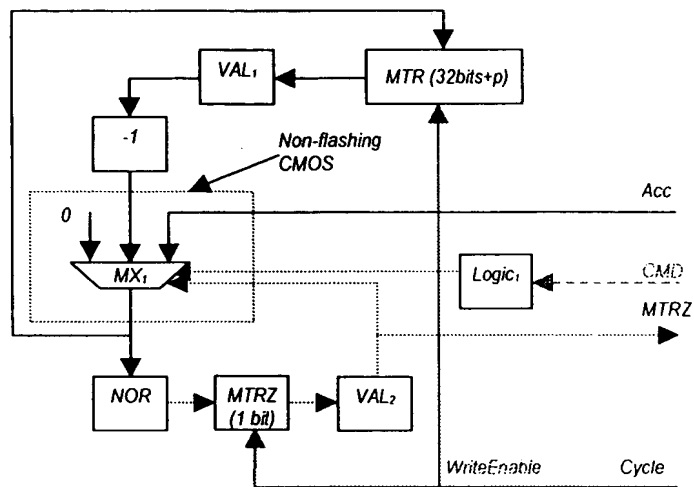 VAL₁
MTR (32bits+p)
-1
Non-flashing
CMOS
Acc
0
MX₁
Logic₁
CMD
MTRZ
NOR
MTRZ
(1 bit)
VAL₂
WriteEnable
Cycle